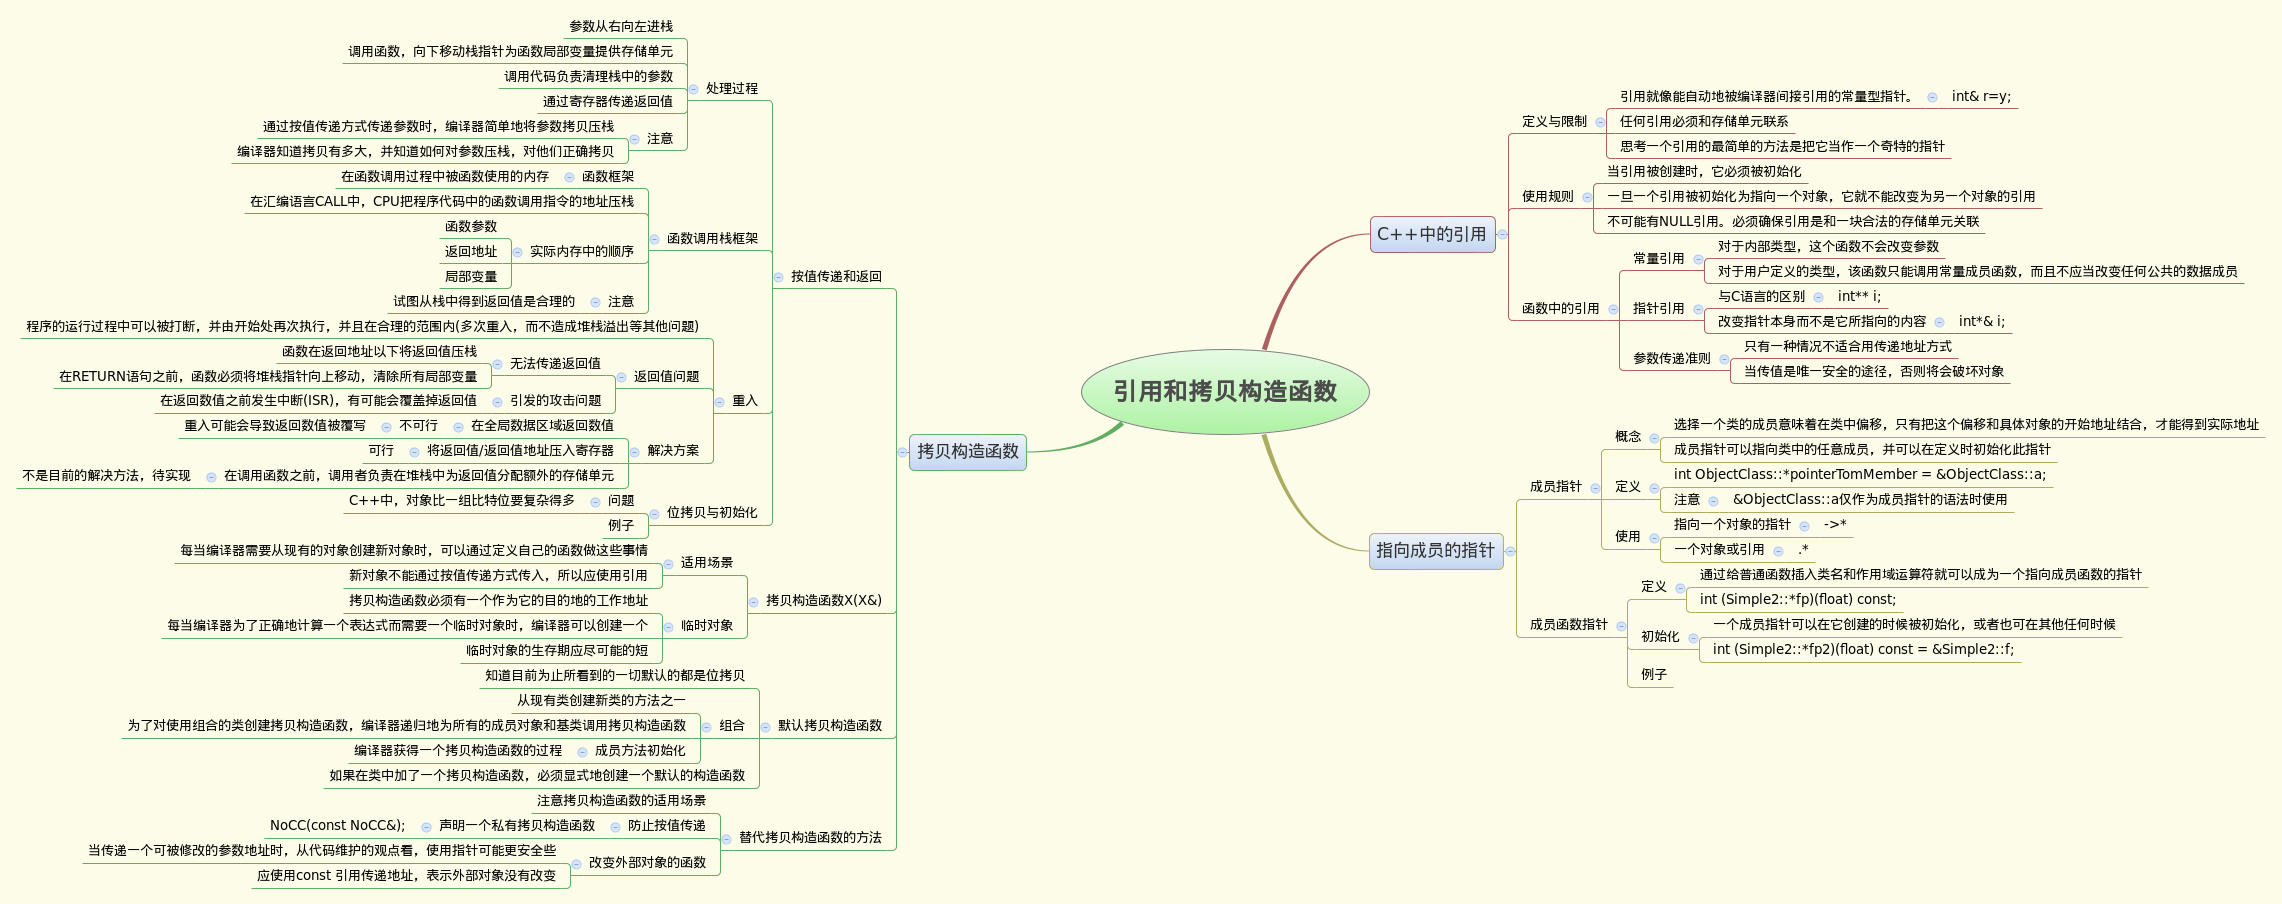 引用和拷贝构造函数
C++中的引用
定义与限制
引用就像能自动地被编译器间接引用的常量型指针。
int& r=y;
任何引用必须和存储单元联系
思考一个引用的最简单的方法是把它当作一个奇特的指针
使用规则
当引用被创建时，它必须被初始化
一旦一个引用被初始化为指向一个对象，它就不能改变为另一个对象的引用
不可能有NULL引用。必须确保引用是和一块合法的存储单元关联
函数中的引用
常量引用
对于内部类型，这个函数不会改变参数
对于用户定义的类型，该函数只能调用常量成员函数，而且不应当改变任何公共的数据成员
指针引用
与C语言的区别
int** i;
改变指针本身而不是它所指向的内容
int*& i;
参数传递准则
只有一种情况不适合用传递地址方式
当传值是唯一安全的途径，否则将会破坏对象
指向成员的指针
成员指针
概念
选择一个类的成员意味着在类中偏移，只有把这个偏移和具体对象的开始地址结合，才能得到实际地址
成员指针可以指向类中的任意成员，并可以在定义时初始化此指针
定义
int ObjectClass::*pointerTomMember = &ObjectClass::a;
注意
&ObjectClass::a仅作为成员指针的语法时使用
使用
指向一个对象的指针
->*
一个对象或引用
.*
成员函数指针
定义
通过给普通函数插入类名和作用域运算符就可以成为一个指向成员函数的指针
int (Simple2::*fp)(float) const;
初始化
一个成员指针可以在它创建的时候被初始化，或者也可在其他任何时候
int (Simple2::*fp2)(float) const = &Simple2::f;
例子
拷贝构造函数
按值传递和返回
处理过程
参数从右向左进栈
调用函数，向下移动栈指针为函数局部变量提供存储单元
调用代码负责清理栈中的参数
通过寄存器传递返回值
注意
通过按值传递方式传递参数时，编译器简单地将参数拷贝压栈
编译器知道拷贝有多大，并知道如何对参数压栈，对他们正确拷贝
函数调用栈框架
函数框架
在函数调用过程中被函数使用的内存
在汇编语言CALL中，CPU把程序代码中的函数调用指令的地址压栈
实际内存中的顺序
函数参数
返回地址
局部变量
注意
试图从栈中得到返回值是合理的
重入
程序的运行过程中可以被打断，并由开始处再次执行，并且在合理的范围内(多次重入，而不造成堆栈溢出等其他问题)
返回值问题
无法传递返回值
函数在返回地址以下将返回值压栈
在RETURN语句之前，函数必须将堆栈指针向上移动，清除所有局部变量
引发的攻击问题
在返回数值之前发生中断(ISR)，有可能会覆盖掉返回值
解决方案
在全局数据区域返回数值
不可行
重入可能会导致返回数值被覆写
将返回值/返回值地址压入寄存器
可行
在调用函数之前，调用者负责在堆栈中为返回值分配额外的存储单元
不是目前的解决方法，待实现
位拷贝与初始化
问题
C++中，对象比一组比特位要复杂得多
例子
拷贝构造函数X(X&)
适用场景
每当编译器需要从现有的对象创建新对象时，可以通过定义自己的函数做这些事情
新对象不能通过按值传递方式传入，所以应使用引用
临时对象
拷贝构造函数必须有一个作为它的目的地的工作地址
每当编译器为了正确地计算一个表达式而需要一个临时对象时，编译器可以创建一个
临时对象的生存期应尽可能的短
默认拷贝构造函数
知道目前为止所看到的一切默认的都是位拷贝
组合
从现有类创建新类的方法之一
为了对使用组合的类创建拷贝构造函数，编译器递归地为所有的成员对象和基类调用拷贝构造函数
成员方法初始化
编译器获得一个拷贝构造函数的过程
如果在类中加了一个拷贝构造函数，必须显式地创建一个默认的构造函数
替代拷贝构造函数的方法
注意拷贝构造函数的适用场景
防止按值传递
声明一个私有拷贝构造函数
NoCC(const NoCC&);
改变外部对象的函数
当传递一个可被修改的参数地址时，从代码维护的观点看，使用指针可能更安全些
应使用const 引用传递地址，表示外部对象没有改变